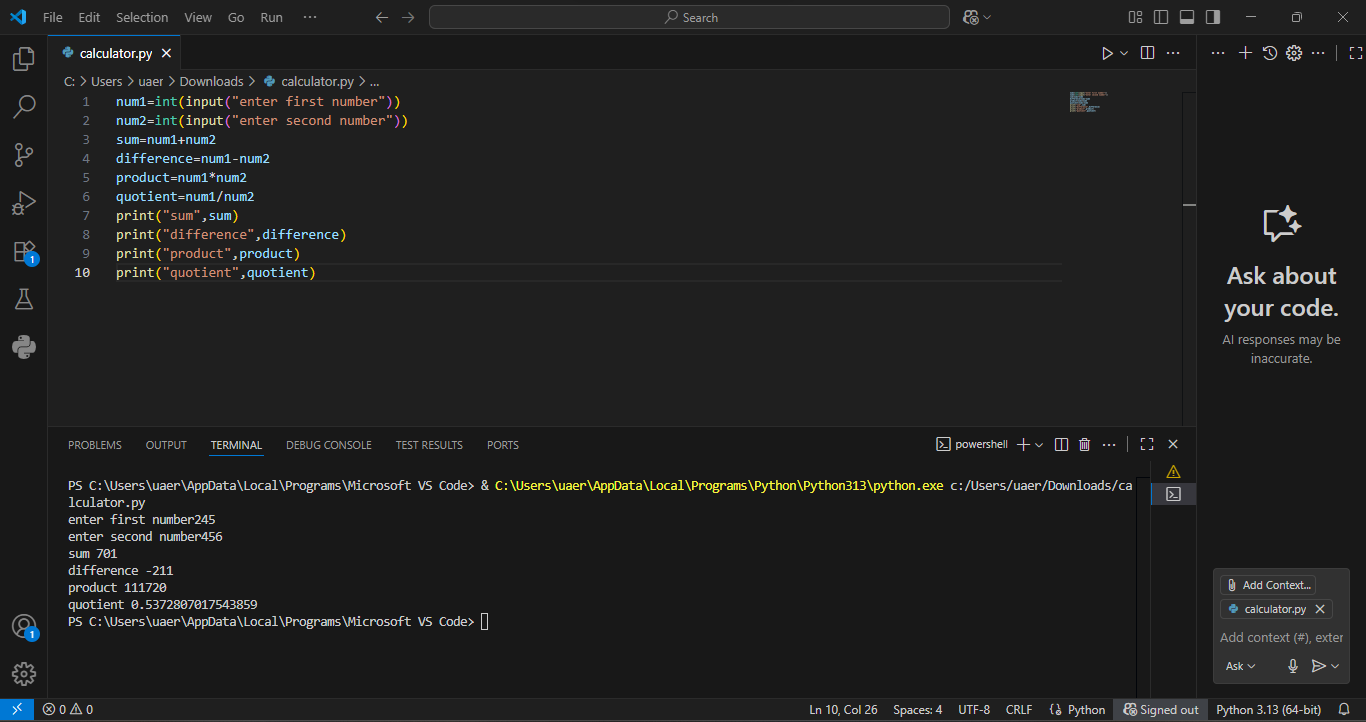 File Edit Selection View Go Run ··· Search
calculator.py
C: > Users > uaer > Downloads > calculator.py > ...
1 num1=int(input("enter first number"))
2 num2=int(input("enter second number"))
3 sum=num1+num2
4 difference=num1-num2
5 product=num1*num2
6 quotient=num1/num2
7 print("sum",sum)
8 print("difference",difference)
9 print("product",product)
10 print("quotient",quotient)
1
Ask about
your code.
AI responses may be
inaccurate.
PROBLEMS OUTPUT TERMINAL DEBUG CONSOLE TEST RESULTS PORTS powershell
PS C:\Users\uaer\AppData\Local\Programs\Microsoft VS Code> & C:\Users\uaer\AppData\Local\Programs\Python\Python313\python.exe c:/Users/uaer/Downloads/ca
lculator.py
enter first number245
enter second number456
sum 701
difference -211
product 111720
quotient 0.5372807017543859
PS C:\Users\uaer\AppData\Local\Programs\Microsoft VS Code>
Add Context...
calculator.py
Add context (#), exter
Ask
1
0 0 Ln 10, Col 26 Spaces: 4 UTF-8 CRLF Python Signed out Python 3.13 (64-bit)